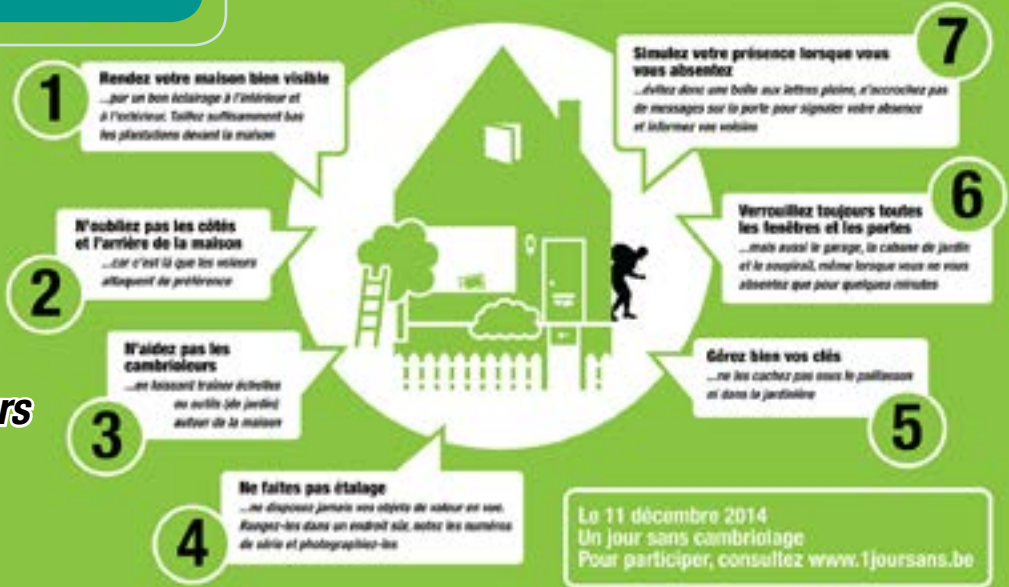 1
Rendez votre maison bien visible
...par un bon éclairage à l'intérieur et
à l'extérieur. Taillez suffisamment bas
les plantations devant la maison
2
N'oubliez pas les côtés
et l'arrière de la maison
...car c'est là que les voleurs
attaquent de préférence
3
N'aidez pas les
cambrioleurs
...en laissant traîner échelles
ou outils (de jardin)
autour de la maison
rs
4
Ne faites pas étalage
...ne disposez jamais vos objets de valeur en vue.
Rangez-les dans un endroit sûr, notez les numéros
de série et photographiez-les
5
Gérez bien vos clés
...ne les cachez pas sous le paillasson
ni dans la jardinière
6
Verrouillez toujours toutes
les fenêtres et les portes
...mais aussi le garage, la cabane de jardin
et le soupirail, même lorsque vous ne vous
absentez que pour quelques minutes
7
Simulez votre présence lorsque vous
vous absentez
...évitez donc une boîte aux lettres pleine, n'accrochez pas
de messages sur la porte pour signaler votre absence
et informez vos voisins
Le 11 décembre 2014
Un jour sans cambriolage
Pour participer, consultez www.1joursans.be